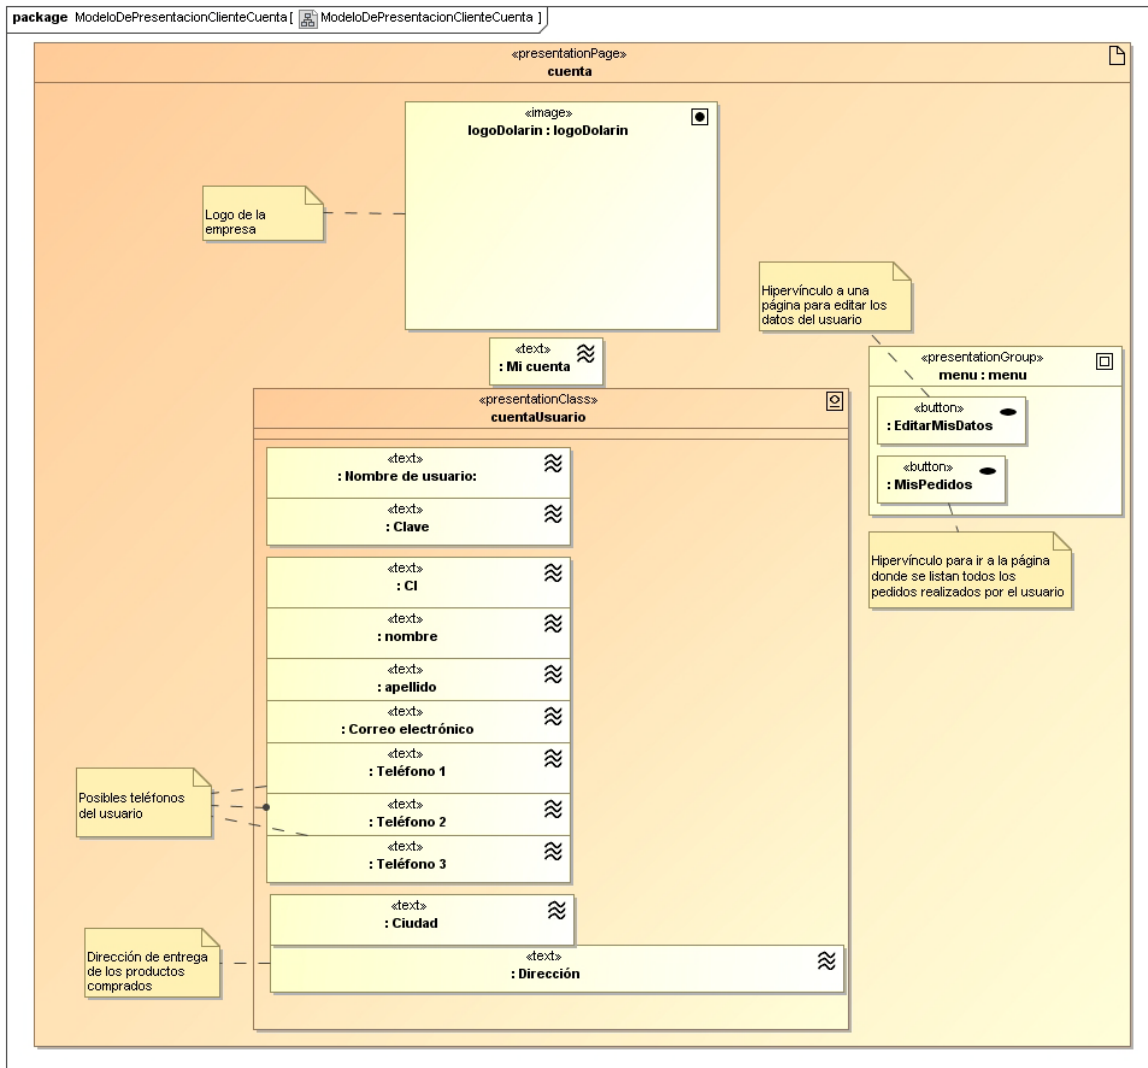 package ModeloDePresentacionClienteCuenta [ ModeloDePresentacionClienteCuenta ]
«presentationPage»
cuenta
«image»
logoDolarin : logoDolarin
Logo de la
empresa
Hipervínculo a una
página para editar los
datos del usuario
«text»
: Mi cuenta
«presentationGroup»
menu : menu
«button»
: EditarMisDatos
«button»
: MisPedidos
Hipervínculo para ir a la página
donde se listan todos los
pedidos realizados por el usuario
«presentationClass»
cuentaUsuario
«text»
: Nombre de usuario:
«text»
: Clave
«text»
: CI
«text»
: nombre
«text»
: apellido
«text»
: Correo electrónico
«text»
: Teléfono 1
«text»
: Teléfono 2
«text»
: Teléfono 3
Posibles teléfonos
del usuario
«text»
: Ciudad
«text»
: Dirección
Dirección de entrega
de los productos
comprados